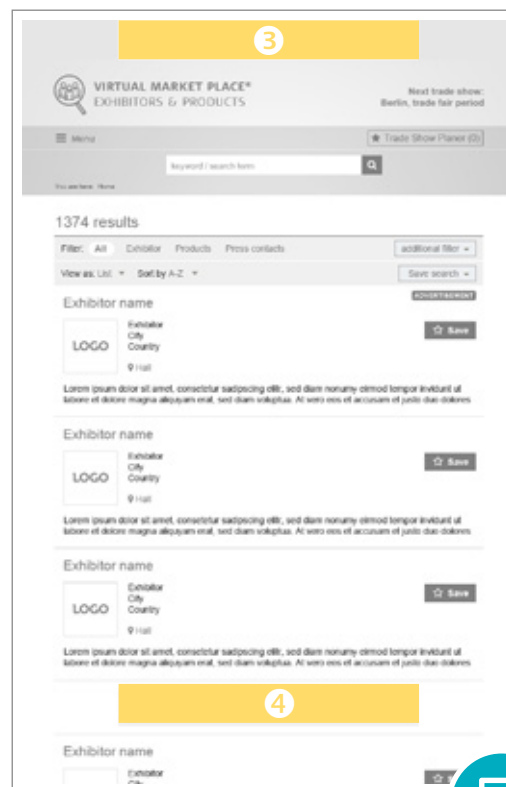 3
VIRTUAL MARKET PLACE®
EXHIBITORS & PRODUCTS
Next trade show:
Berlin, trade fair period
Menu
Trade Show Planer (0)
keyword / search term
You are here: Home
1374 results
Filter: All Exhibitor Products Press contacts additional filter
View as: List Sort by A-Z Save search
ADVERTISEMENT
Exhibitor name
LOGO
Exhibitor
City
Country
Hall
Save
Lorem ipsum dolor sit amet, consetetur sadipscing elitr, sed diam nonumy eirmod tempor invidunt ut
labore et dolore magna aliquyam erat, sed diam voluptua. At vero eos et accusam et justo duo dolores
Exhibitor name
LOGO
Exhibitor
City
Country
Hall
Save
Lorem ipsum dolor sit amet, consetetur sadipscing elitr, sed diam nonumy eirmod tempor invidunt ut
labore et dolore magna aliquyam erat, sed diam voluptua. At vero eos et accusam et justo duo dolores
Exhibitor name
LOGO
Exhibitor
City
Country
Hall
Save
Lorem ipsum dolor sit amet, consetetur sadipscing elitr, sed diam nonumy eirmod tempor invidunt ut
labore et dolore magna aliquyam erat, sed diam voluptua. At vero eos et accusam et justo duo dolores
4
Exhibitor name
Exhibitor